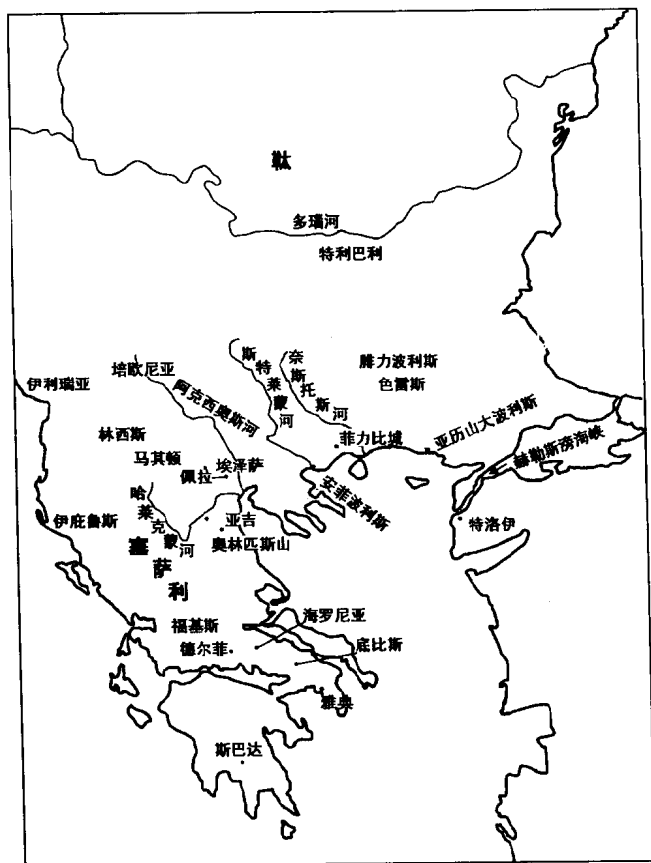 鈦
多瑙河
特利巴利
斯特莱蒙河
奈斯托斯河
腓力波利斯
色雷斯
培欧尼亚
伊利瑞亚
阿克西奥斯河
亚历山大波利斯
林西斯
菲力比城
赫勒斯滂海峡
马其顿
埃泽萨
佩拉
安菲波利斯
哈莱克蒙河
伊庇鲁斯
亚吉
特洛伊
奥林匹斯山
塞萨利
海罗尼亚
福基斯
德尔菲
底比斯
雅典
斯巴达